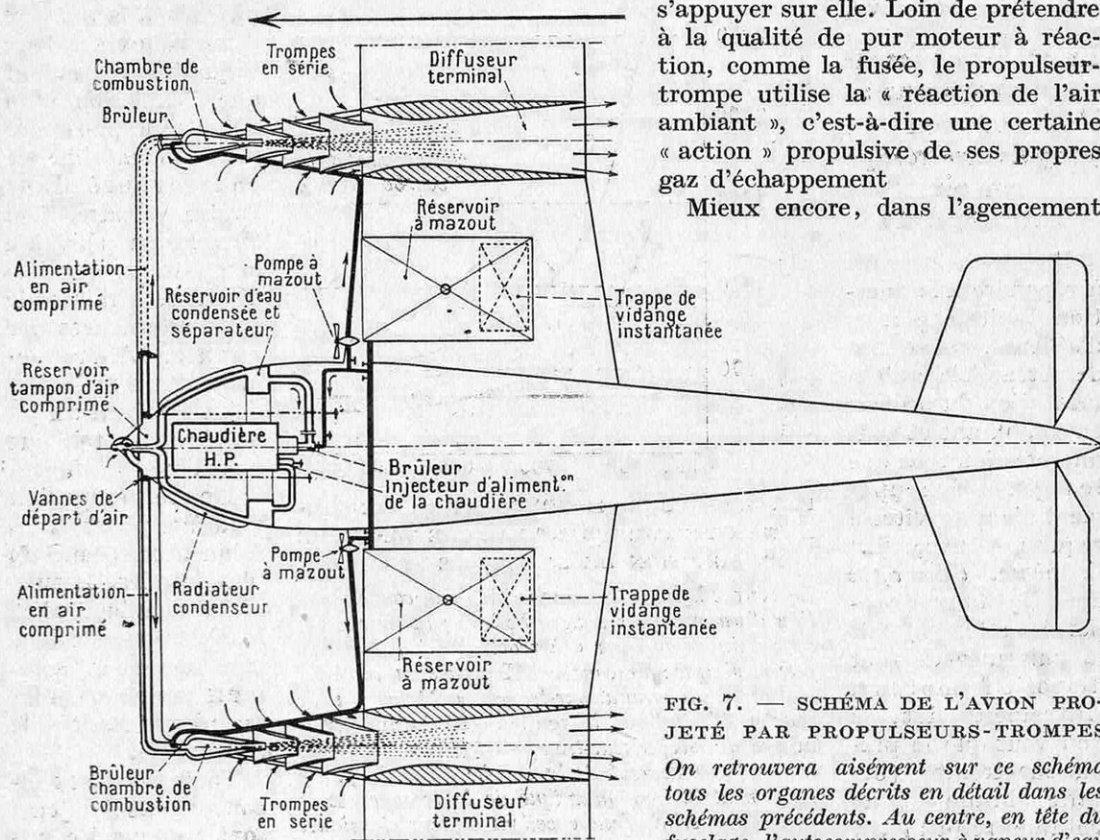 s'appuyer sur elle. Loin de prétendre
à la qualité de pur moteur à réac-
tion, comme la fusée, le propulseur-
trompe utilise la « réaction de l'air
ambiant », c'est-à-dire une certaine
« action » propulsive de ses propres
gaz d'échappement
Mieux encore, dans l'agencement
Trompes
en série
Diffuseur
terminal
Chambre de
combustion
Brûleur
Réservoir
à mazout
Alimentation
en air
comprimé
Pompe à
mazout
Réservoir d'eau
condensée et
séparateur
Trappe de
vidange
instantanée
Réservoir
tampon d'air
comprimé
Chaudière
H.P.
Brûleur
Injecteur d'aliment.on
de la chaudière
Vannes de
départ d'air
Pompe
à mazout
Alimentation
en air
comprimé
Radiateur
condenseur
Trappe de
vidange
instantanée
Réservoir
à mazout
Brûleur
Chambre de
combustion
Trompes
en série
Diffuseur
terminal
FIG. 7. — SCHÉMA DE L'AVION PRO-
JETÉ PAR PROPULSEURS-TROMPES
On retrouvera aisément sur ce schéma
tous les organes décrits en détail dans les
schémas précédents. Au centre, en tête du